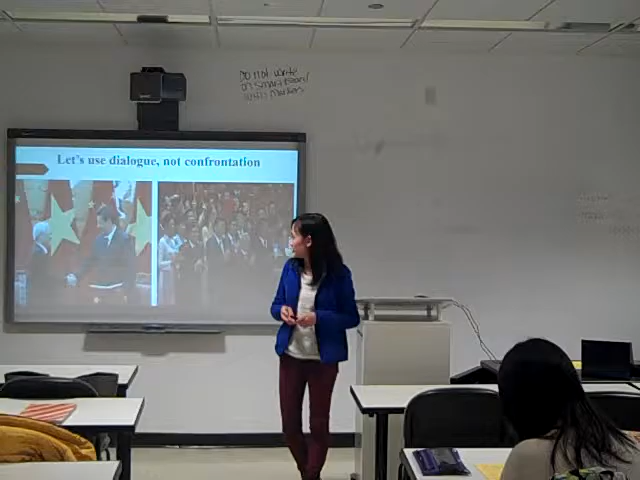 Do not write
on smart board
with markers
Let's use dialogue, not confrontation